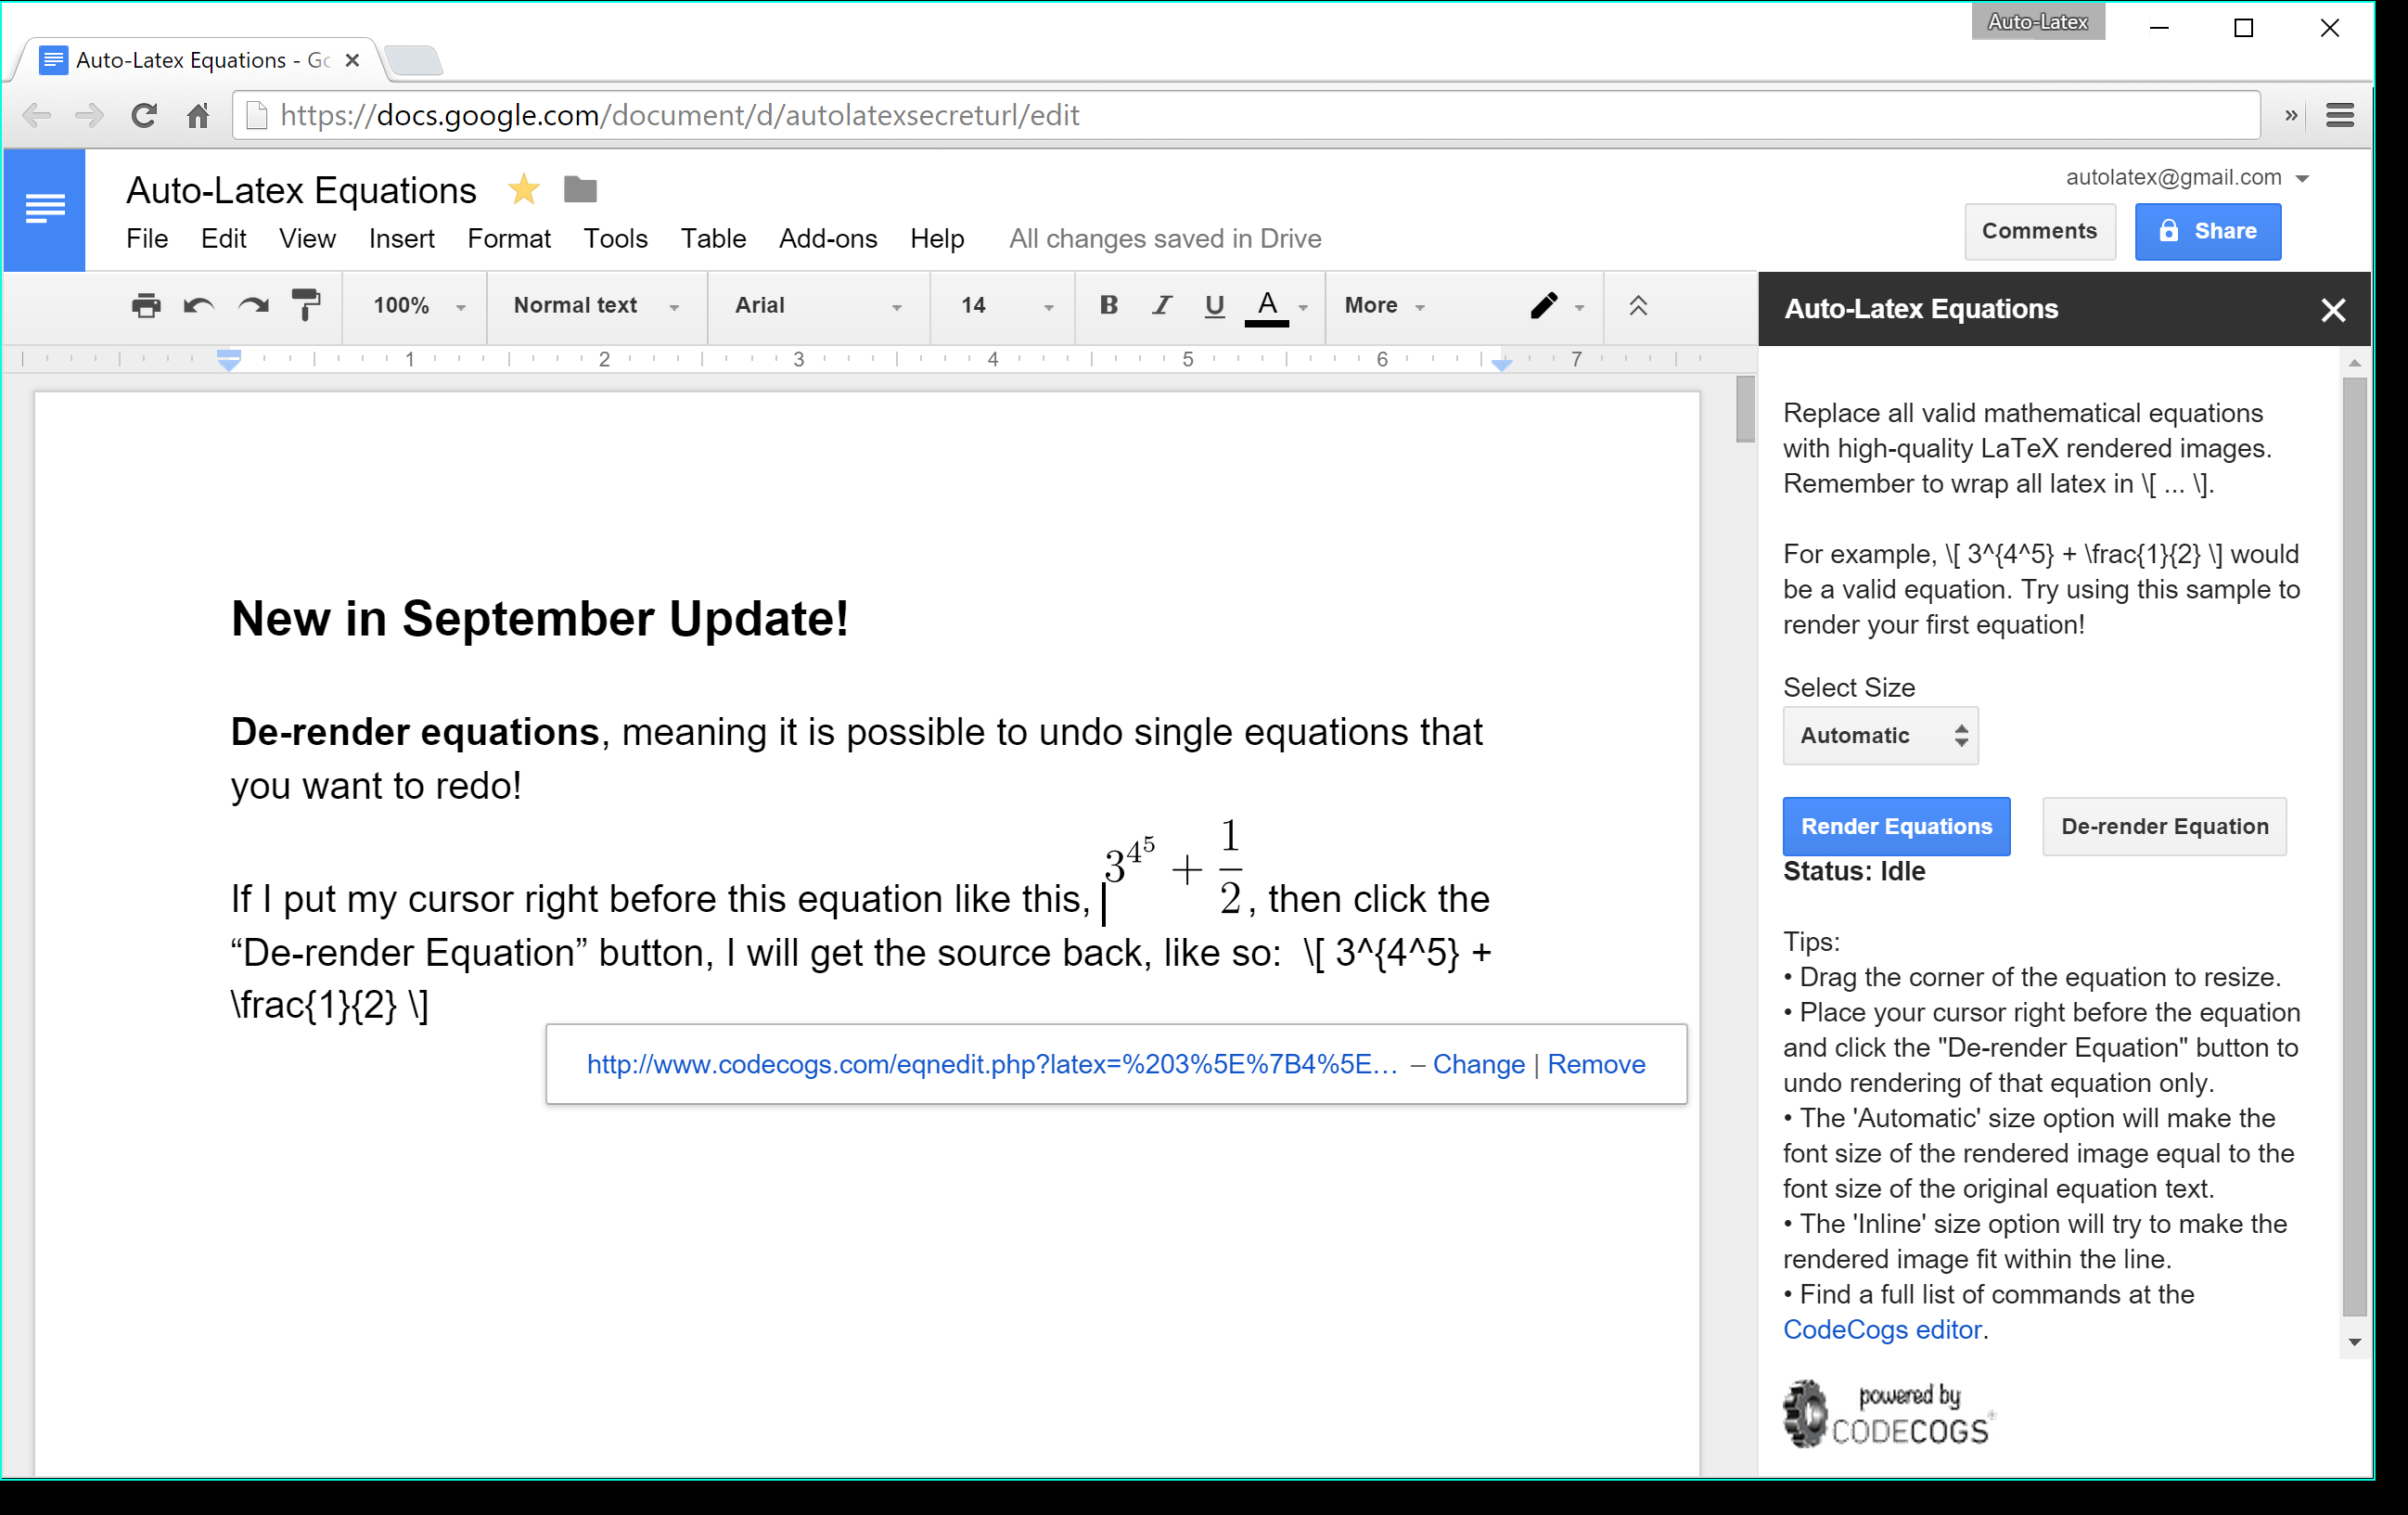 Auto-Latex
Auto-Latex Equations - Go
https://docs.google.com/document/d/autolatexsecreturl/edit
Auto-Latex Equations
autolatex@gmail.com
File Edit View Insert Format Tools Table Add-ons Help All changes saved in Drive
Comments Share
100% Normal text Arial 14 B I U A More
1 2 3 4 5 6 7
New in September Update!
De-render equations, meaning it is possible to undo single equations that
you want to redo!
If I put my cursor right before this equation like this, 3^{4^5} + \frac{1}{2}, then click the
“De-render Equation” button, I will get the source back, like so:  \[ 3^{4^5} +
\frac{1}{2} \]
http://www.codecogs.com/eqnedit.php?latex=%203%5E%7B4%5E... – Change | Remove
Auto-Latex Equations
Replace all valid mathematical equations
with high-quality LaTeX rendered images.
Remember to wrap all latex in \[ ... \].
For example, \[ 3^{4^5} + \frac{1}{2} \] would
be a valid equation. Try using this sample to
render your first equation!
Select Size
Automatic
Render Equations De-render Equation
Status: Idle
Tips:
• Drag the corner of the equation to resize.
• Place your cursor right before the equation
and click the "De-render Equation" button to
undo rendering of that equation only.
• The 'Automatic' size option will make the
font size of the rendered image equal to the
font size of the original equation text.
• The 'Inline' size option will try to make the
rendered image fit within the line.
• Find a full list of commands at the
CodeCogs editor.
powered by
CODECOGS